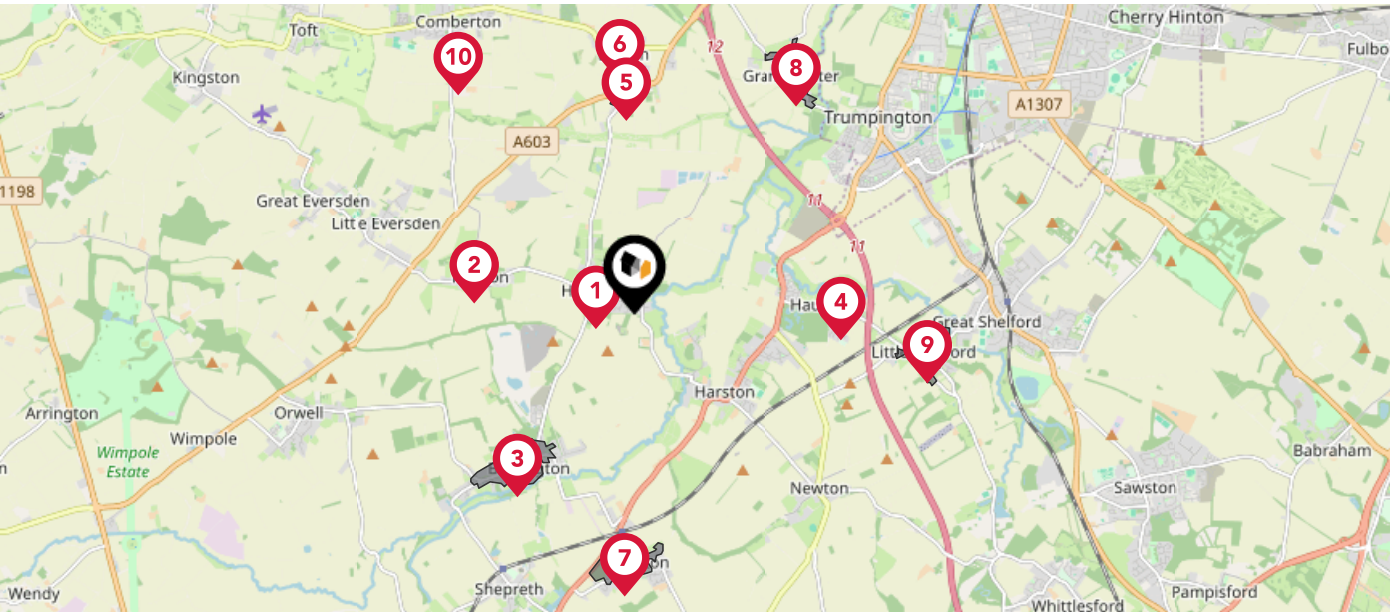 Cherry Hinton
Comberton
Toft
12
6
10
5
8
Kingston
Fulbo
A1307
Trumpington
A603
1198
Great Eversden
Little Eversden
11
11
2
1
4
Great Shelford
9
Harston
Arrington
Orwell
Wimpole
Wimpole
Estate
3
Babraham
Newton
Sawston
7
Shepreth
Wendy
Pampisford
Whittlesford